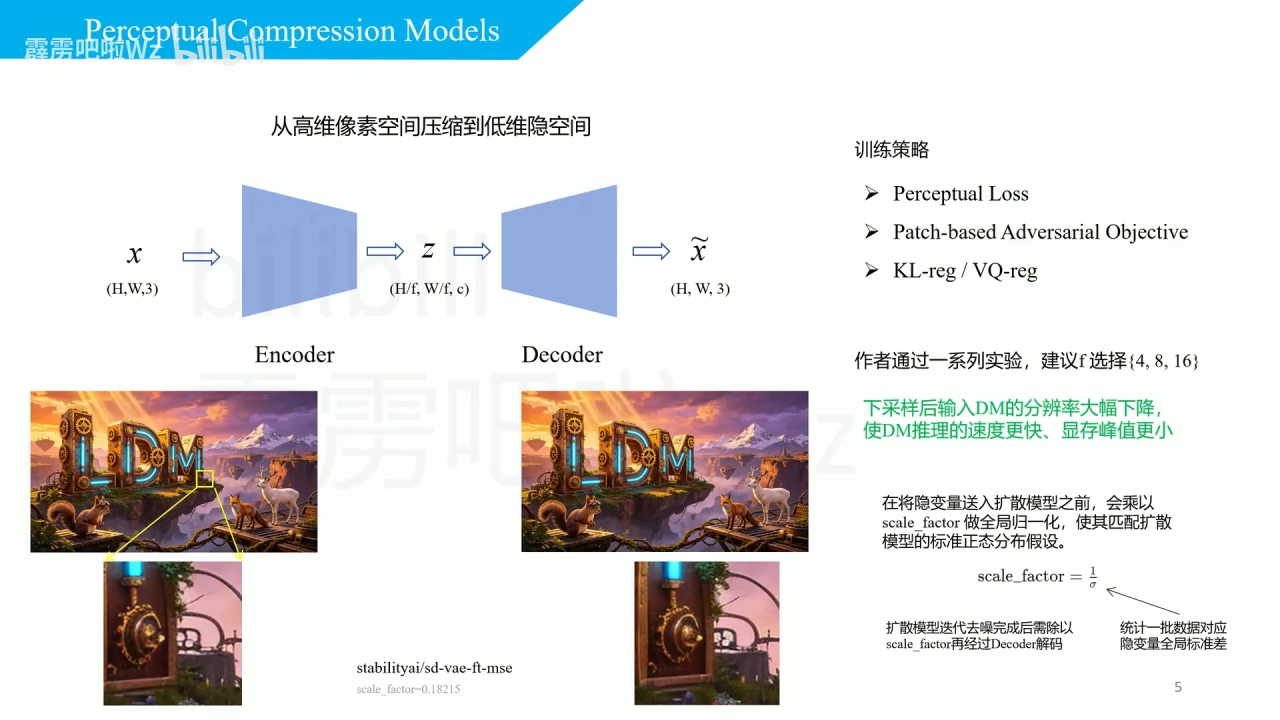 Perceptual Compression Models
霹雳吧啦Wz bilibili
从高维像素空间压缩到低维隐空间
x
(H,W,3)
z
(H/f, W/f, c)
x̃
(H, W, 3)
Encoder
Decoder
bilibili
霹雳吧啦Wz
LDM
LDM
stabilityai/sd-vae-ft-mse
scale_factor=0.18215
训练策略
➢ Perceptual Loss
➢ Patch-based Adversarial Objective
➢ KL-reg / VQ-reg
作者通过一系列实验，建议f 选择{4, 8, 16}
下采样后输入DM的分辨率大幅下降，
使DM推理的速度更快、显存峰值更小
在将隐变量送入扩散模型之前，会乘以
scale_factor 做全局归一化，使其匹配扩散
模型的标准正态分布假设。
scale_factor = 1/σ
扩散模型迭代去噪完成后需除以
scale_factor再经过Decoder解码
统计一批数据对应
隐变量全局标准差
5